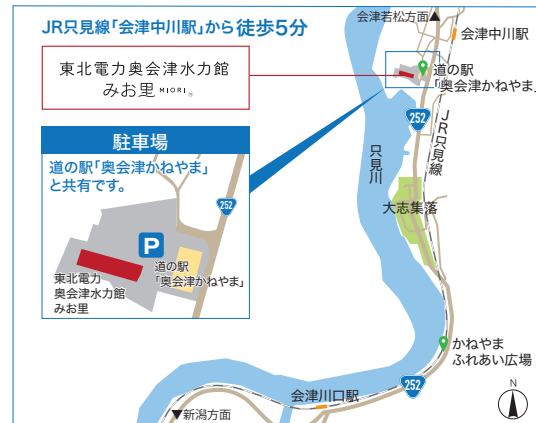 JR只見線「会津中川駅」から徒歩5分
東北電力奥会津水力館
みお里 MIORI
駐車場
道の駅「奥会津かねやま」
と共有です。
252
P
道の駅
「奥会津かねやま」
東北電力
奥会津水力館
みお里
会津若松方面▲
会津中川駅
道の駅
「奥会津かねやま」
252
JR只見線
只見川
大志集落
かねやま
ふれあい広場
252
会津川口駅
▼新潟方面
N